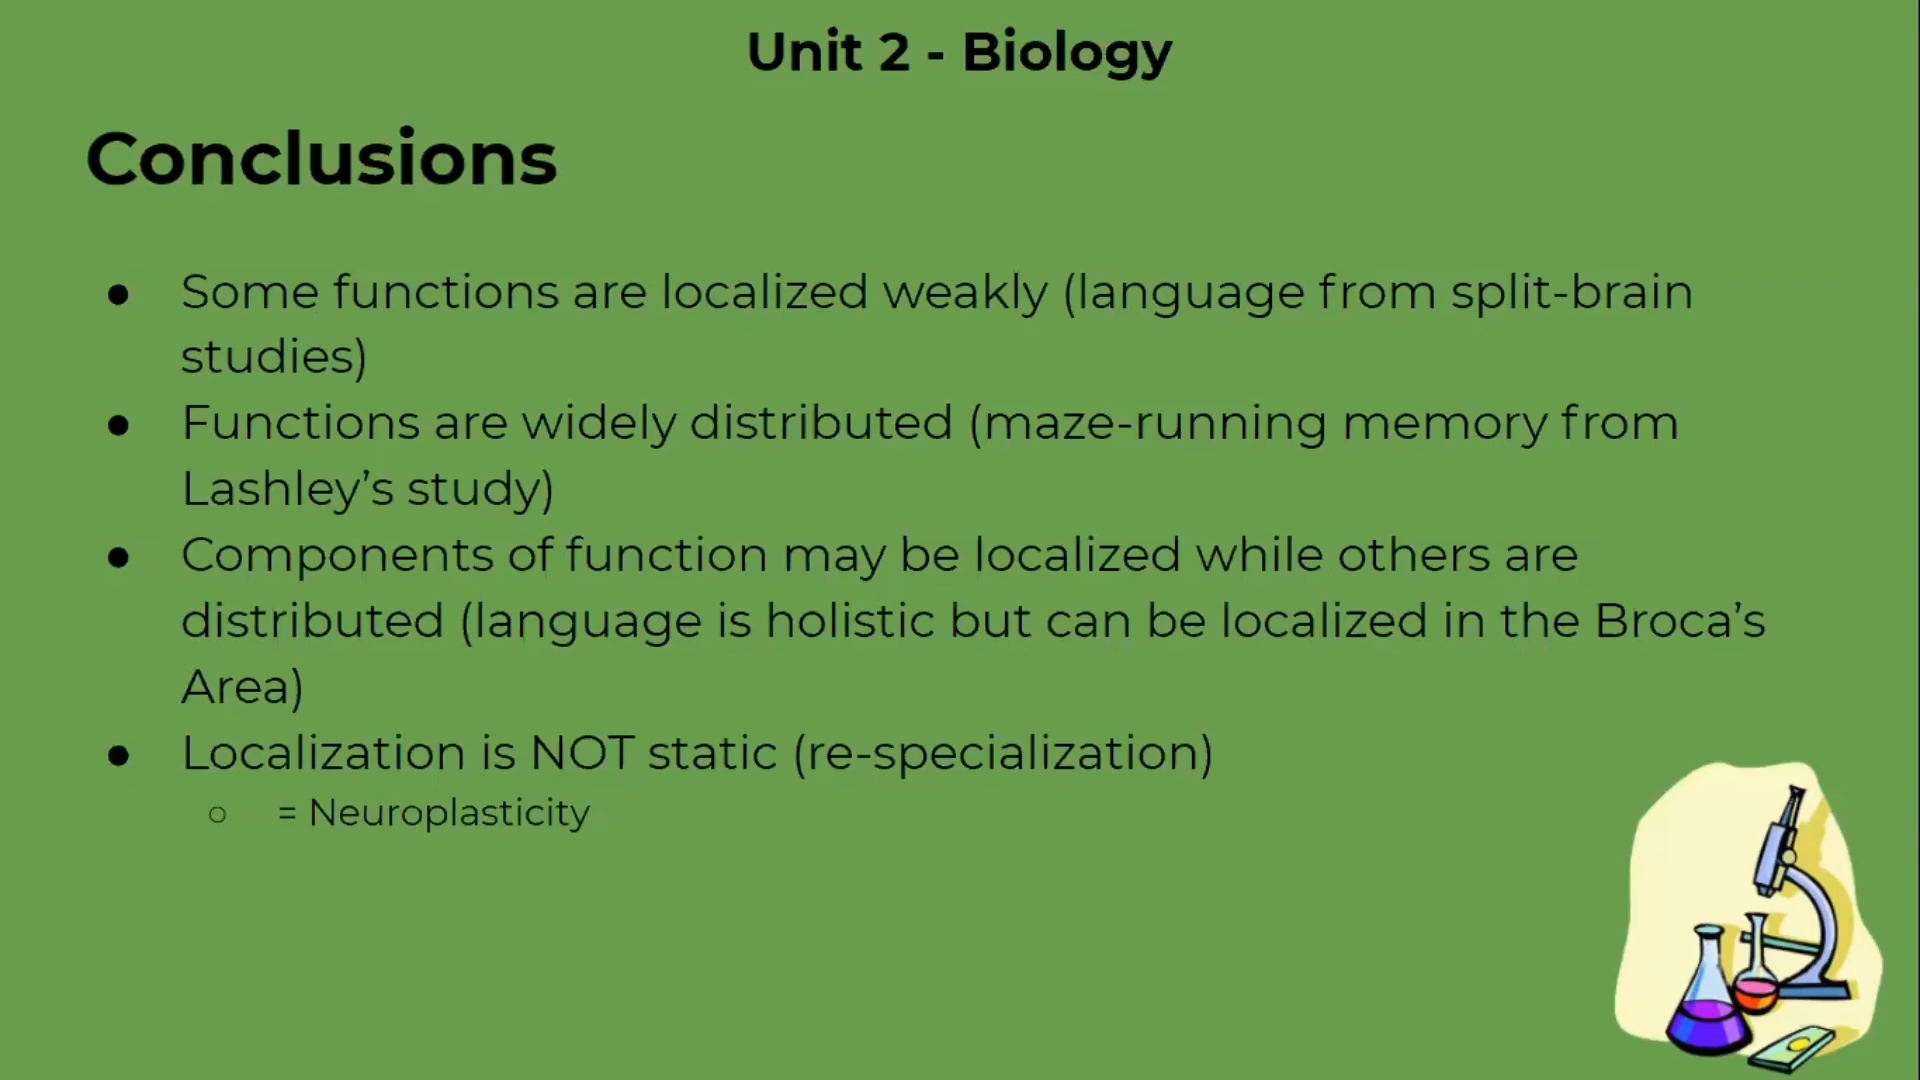 Unit 2 - Biology
Conclusions
● Some functions are localized weakly (language from split-brain
studies)
● Functions are widely distributed (maze-running memory from
Lashley’s study)
● Components of function may be localized while others are
distributed (language is holistic but can be localized in the Broca’s
Area)
● Localization is NOT static (re-specialization)
○ = Neuroplasticity